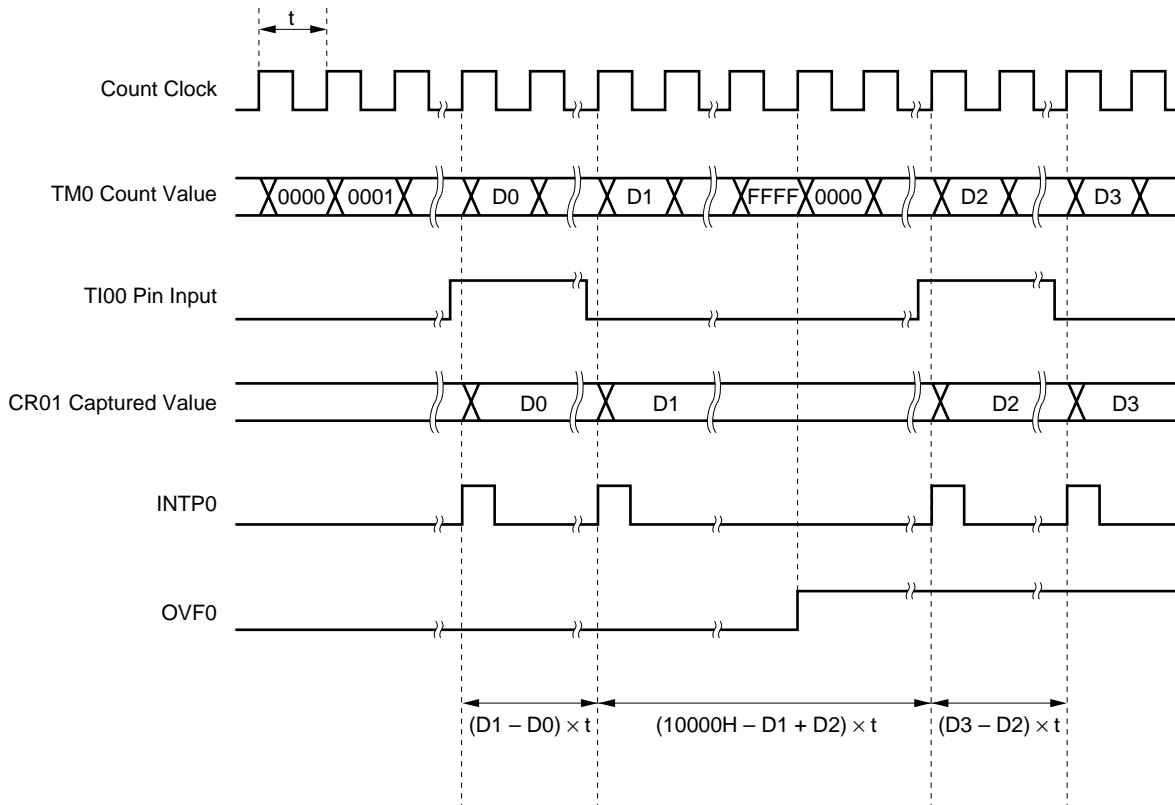 t
Count Clock
TM0 Count Value
0000 0001 D0 D1 FFFF 0000 D2 D3
TI00 Pin Input
CR01 Captured Value
D0 D1 D2 D3
INTP0
OVF0
(D1 – D0) × t (10000H – D1 + D2) × t (D3 – D2) × t